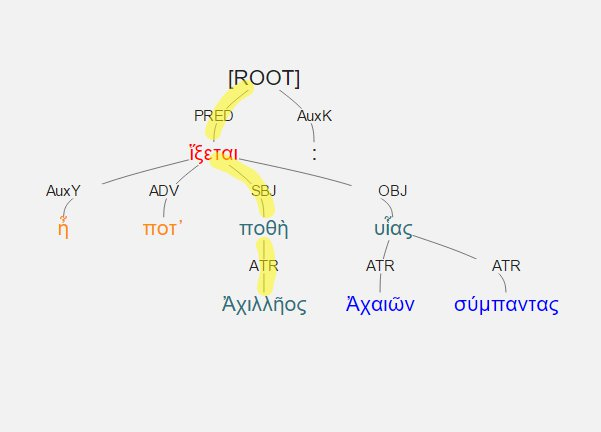 [ROOT]
PRED AuxK
ἵξεται :
AuxY ADV SBJ OBJ
ἦ ποτ’ ποθὴ υἷας
ATR ATR ATR
Ἀχιλλῆος Ἀχαιῶν σύμπαντας